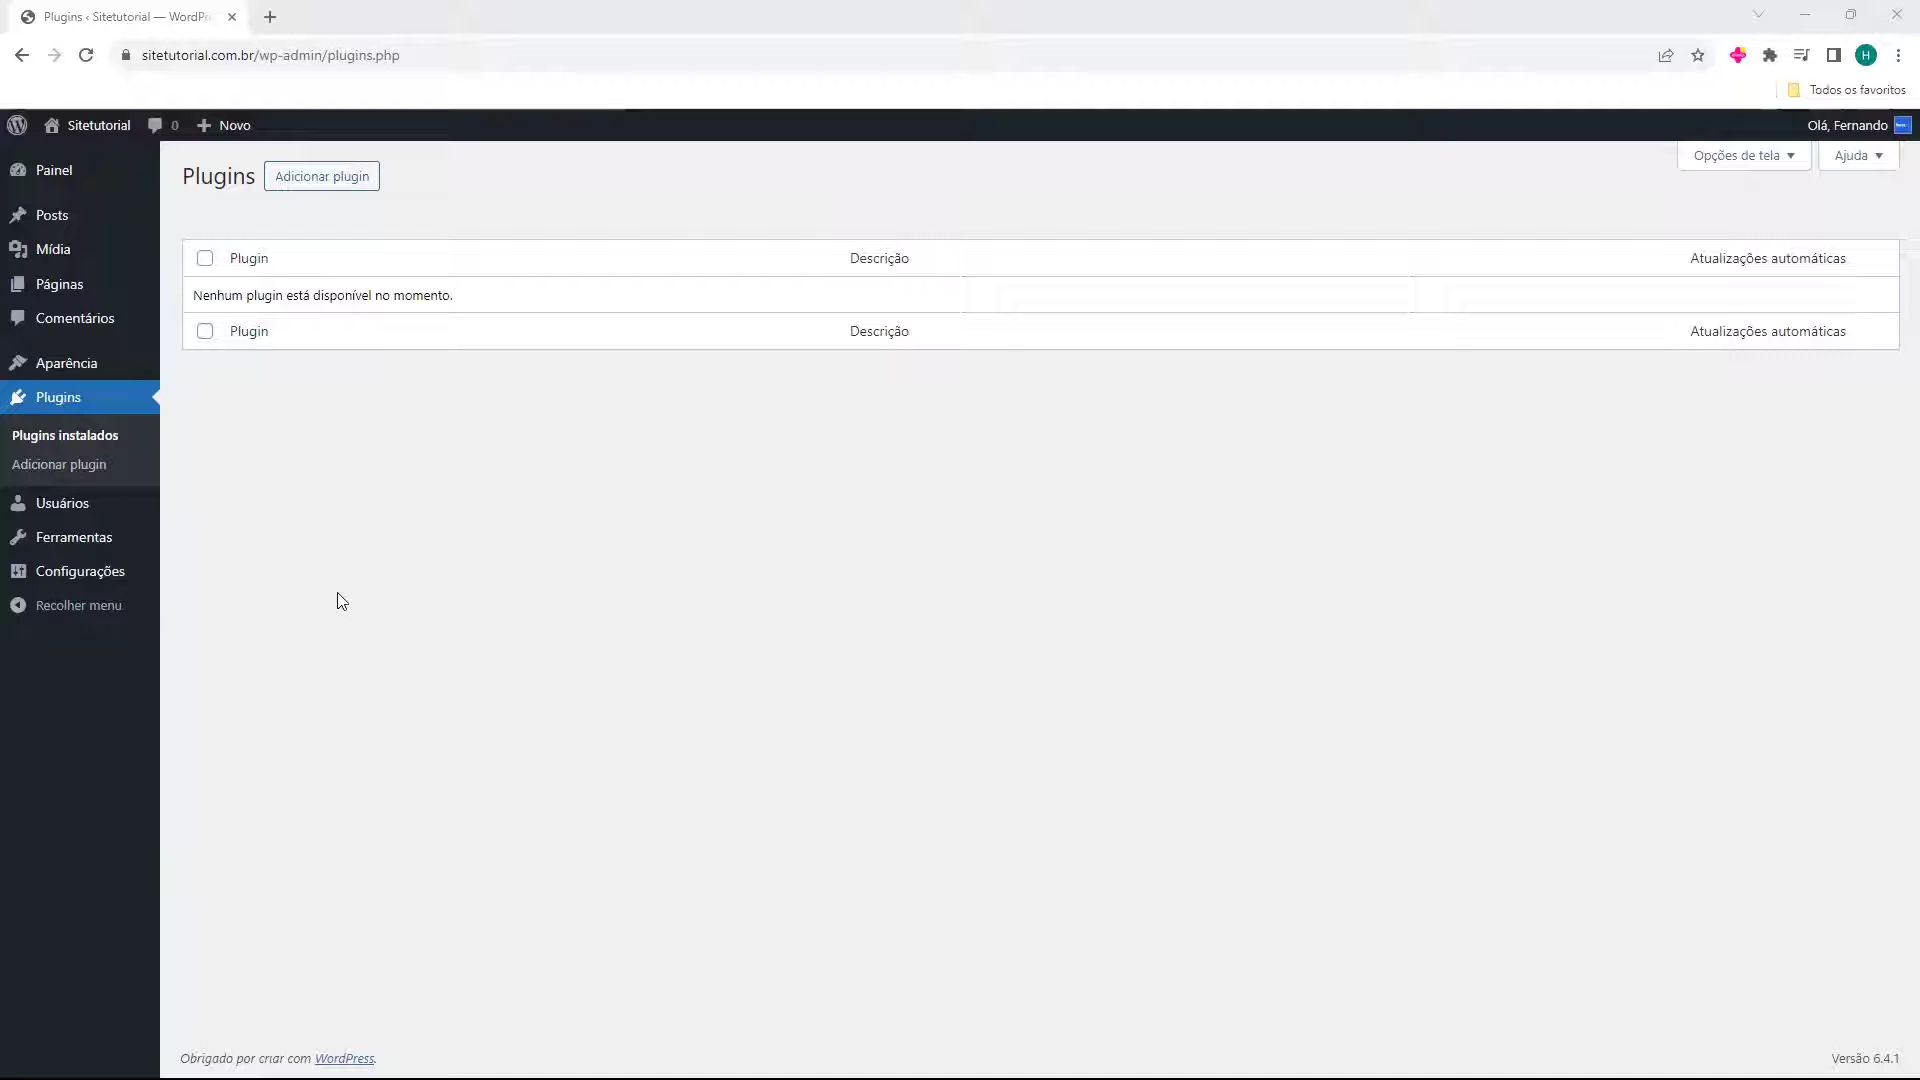 Plugins ‹ Sitetutorial — WordPr
sitetutorial.com.br/wp-admin/plugins.php
H
Todos os favoritos
Sitetutorial
0
Novo
Olá, Fernando
Painel
Posts
Mídia
Páginas
Comentários
Aparência
Plugins
Plugins instalados
Adicionar plugin
Usuários
Ferramentas
Configurações
Recolher menu
Plugins
Adicionar plugin
Opções de tela
Ajuda
Plugin Descrição Atualizações automáticas
Nenhum plugin está disponível no momento.
Plugin Descrição Atualizações automáticas
Obrigado por criar com WordPress.
Versão 6.4.1